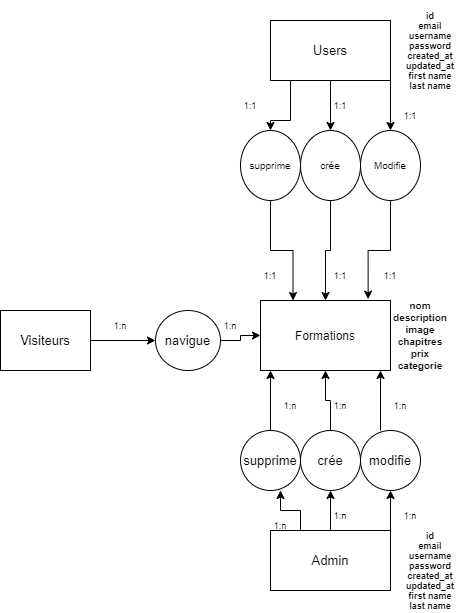 id
email
username
password
created_at
updated_at
first name
last name
Users
1:1
1:1
1:1
supprime
crée
Modifie
1:1
1:1
1:1
nom
description
image
chapitres
prix
categorie
Visiteurs
1:n
navigue
1:n
Formations
1:n
1:n
1:n
supprime
crée
modifie
1:n
1:n
1:n
Admin
id
email
username
password
created_at
updated_at
first name
last name